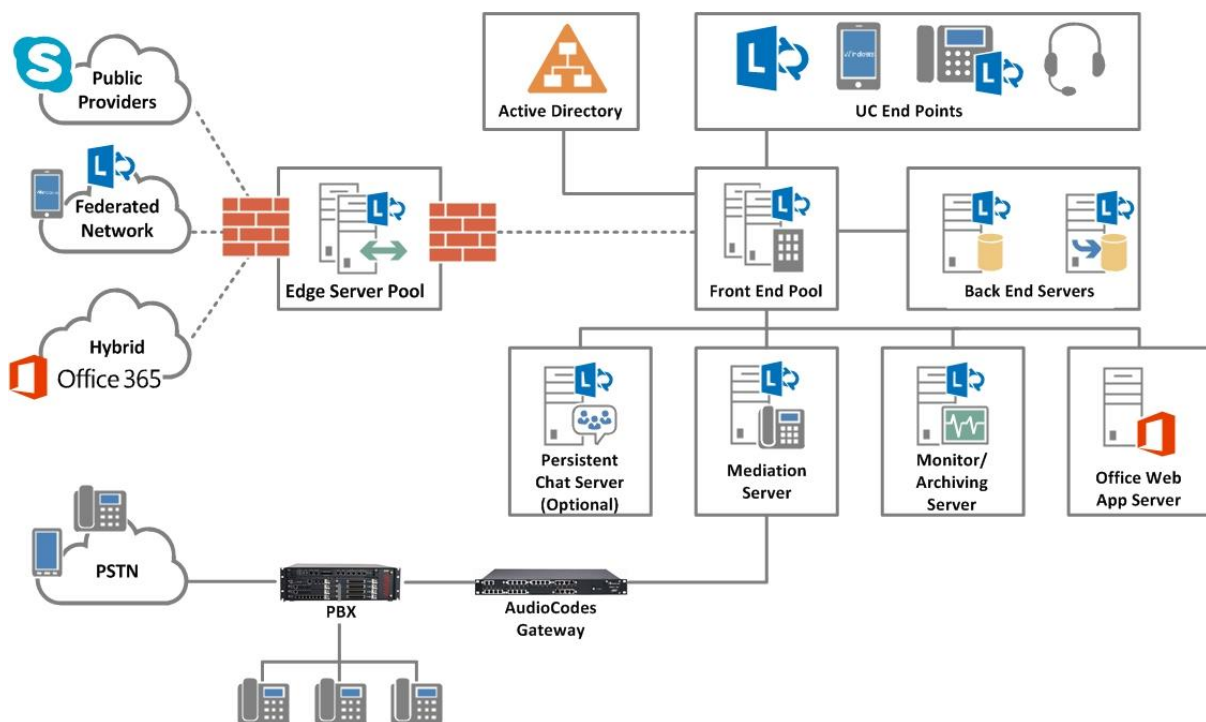 Public
Providers
Federated
Network
Hybrid
Office 365
Active Directory
UC End Points
Edge Server Pool
Front End Pool
Back End Servers
Persistent
Chat Server
(Optional)
Mediation
Server
Monitor/
Archiving
Server
Office Web
App Server
PSTN
PBX
AudioCodes
Gateway